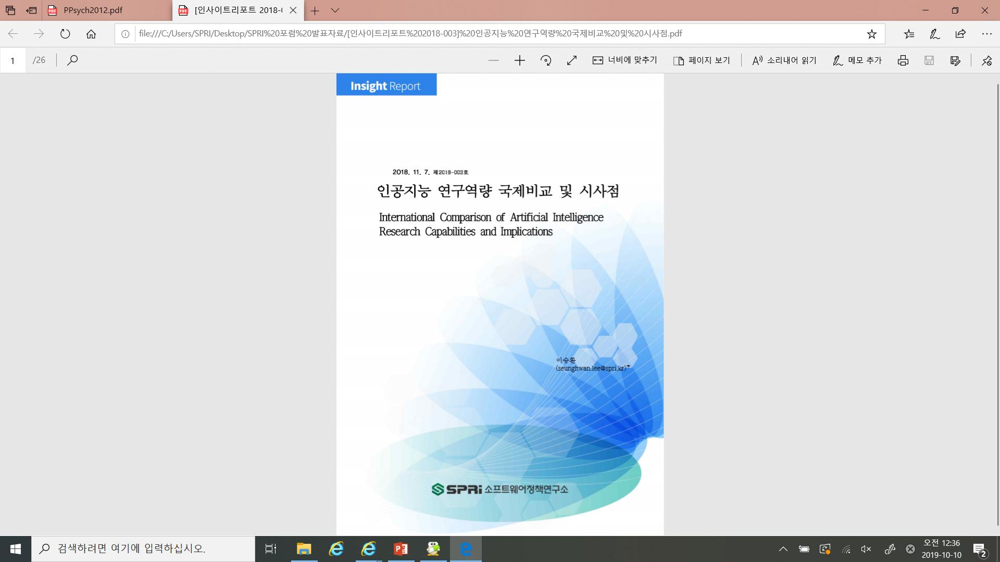 PPsych2012.pdf
[인사이트리포트 2018-0
file:///C:/Users/SPRI/Desktop/SPRI%20포럼%20발표자료/[인사이트리포트%202018-003]%20인공지능%20연구역량%20국제비교%20및%20시사점.pdf
1 /26
너비에 맞추기
페이지 보기
소리내어 읽기
메모 추가
Insight Report
2018. 11. 7. 제2018-003호
인공지능 연구역량 국제비교 및 시사점
International Comparison of Artificial Intelligence
Research Capabilities and Implications
이승환
(seunghwan.lee@spri.kr)
SPRi 소프트웨어정책연구소
검색하려면 여기에 입력하십시오.
오전 12:36
2019-10-10
2